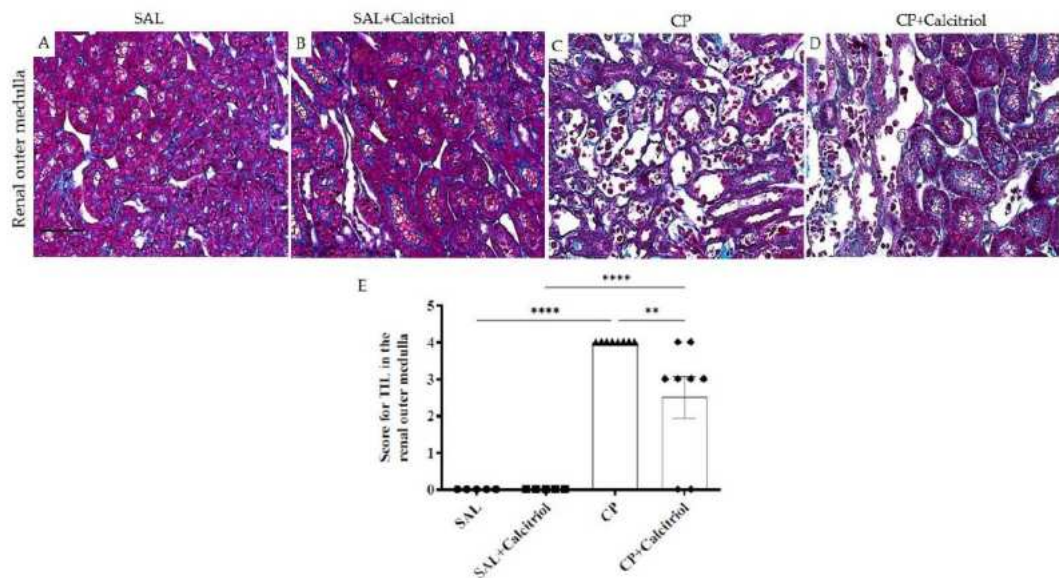 SAL
SAL+Calcitriol
CP
CP+Calcitriol
A
B
C
D
Renal outer medulla
E
****
****
**
Score for TIL in the
renal outer medulla
5
4
3
2
1
0
SAL
SAL+Calcitriol
CP
CP+Calcitriol